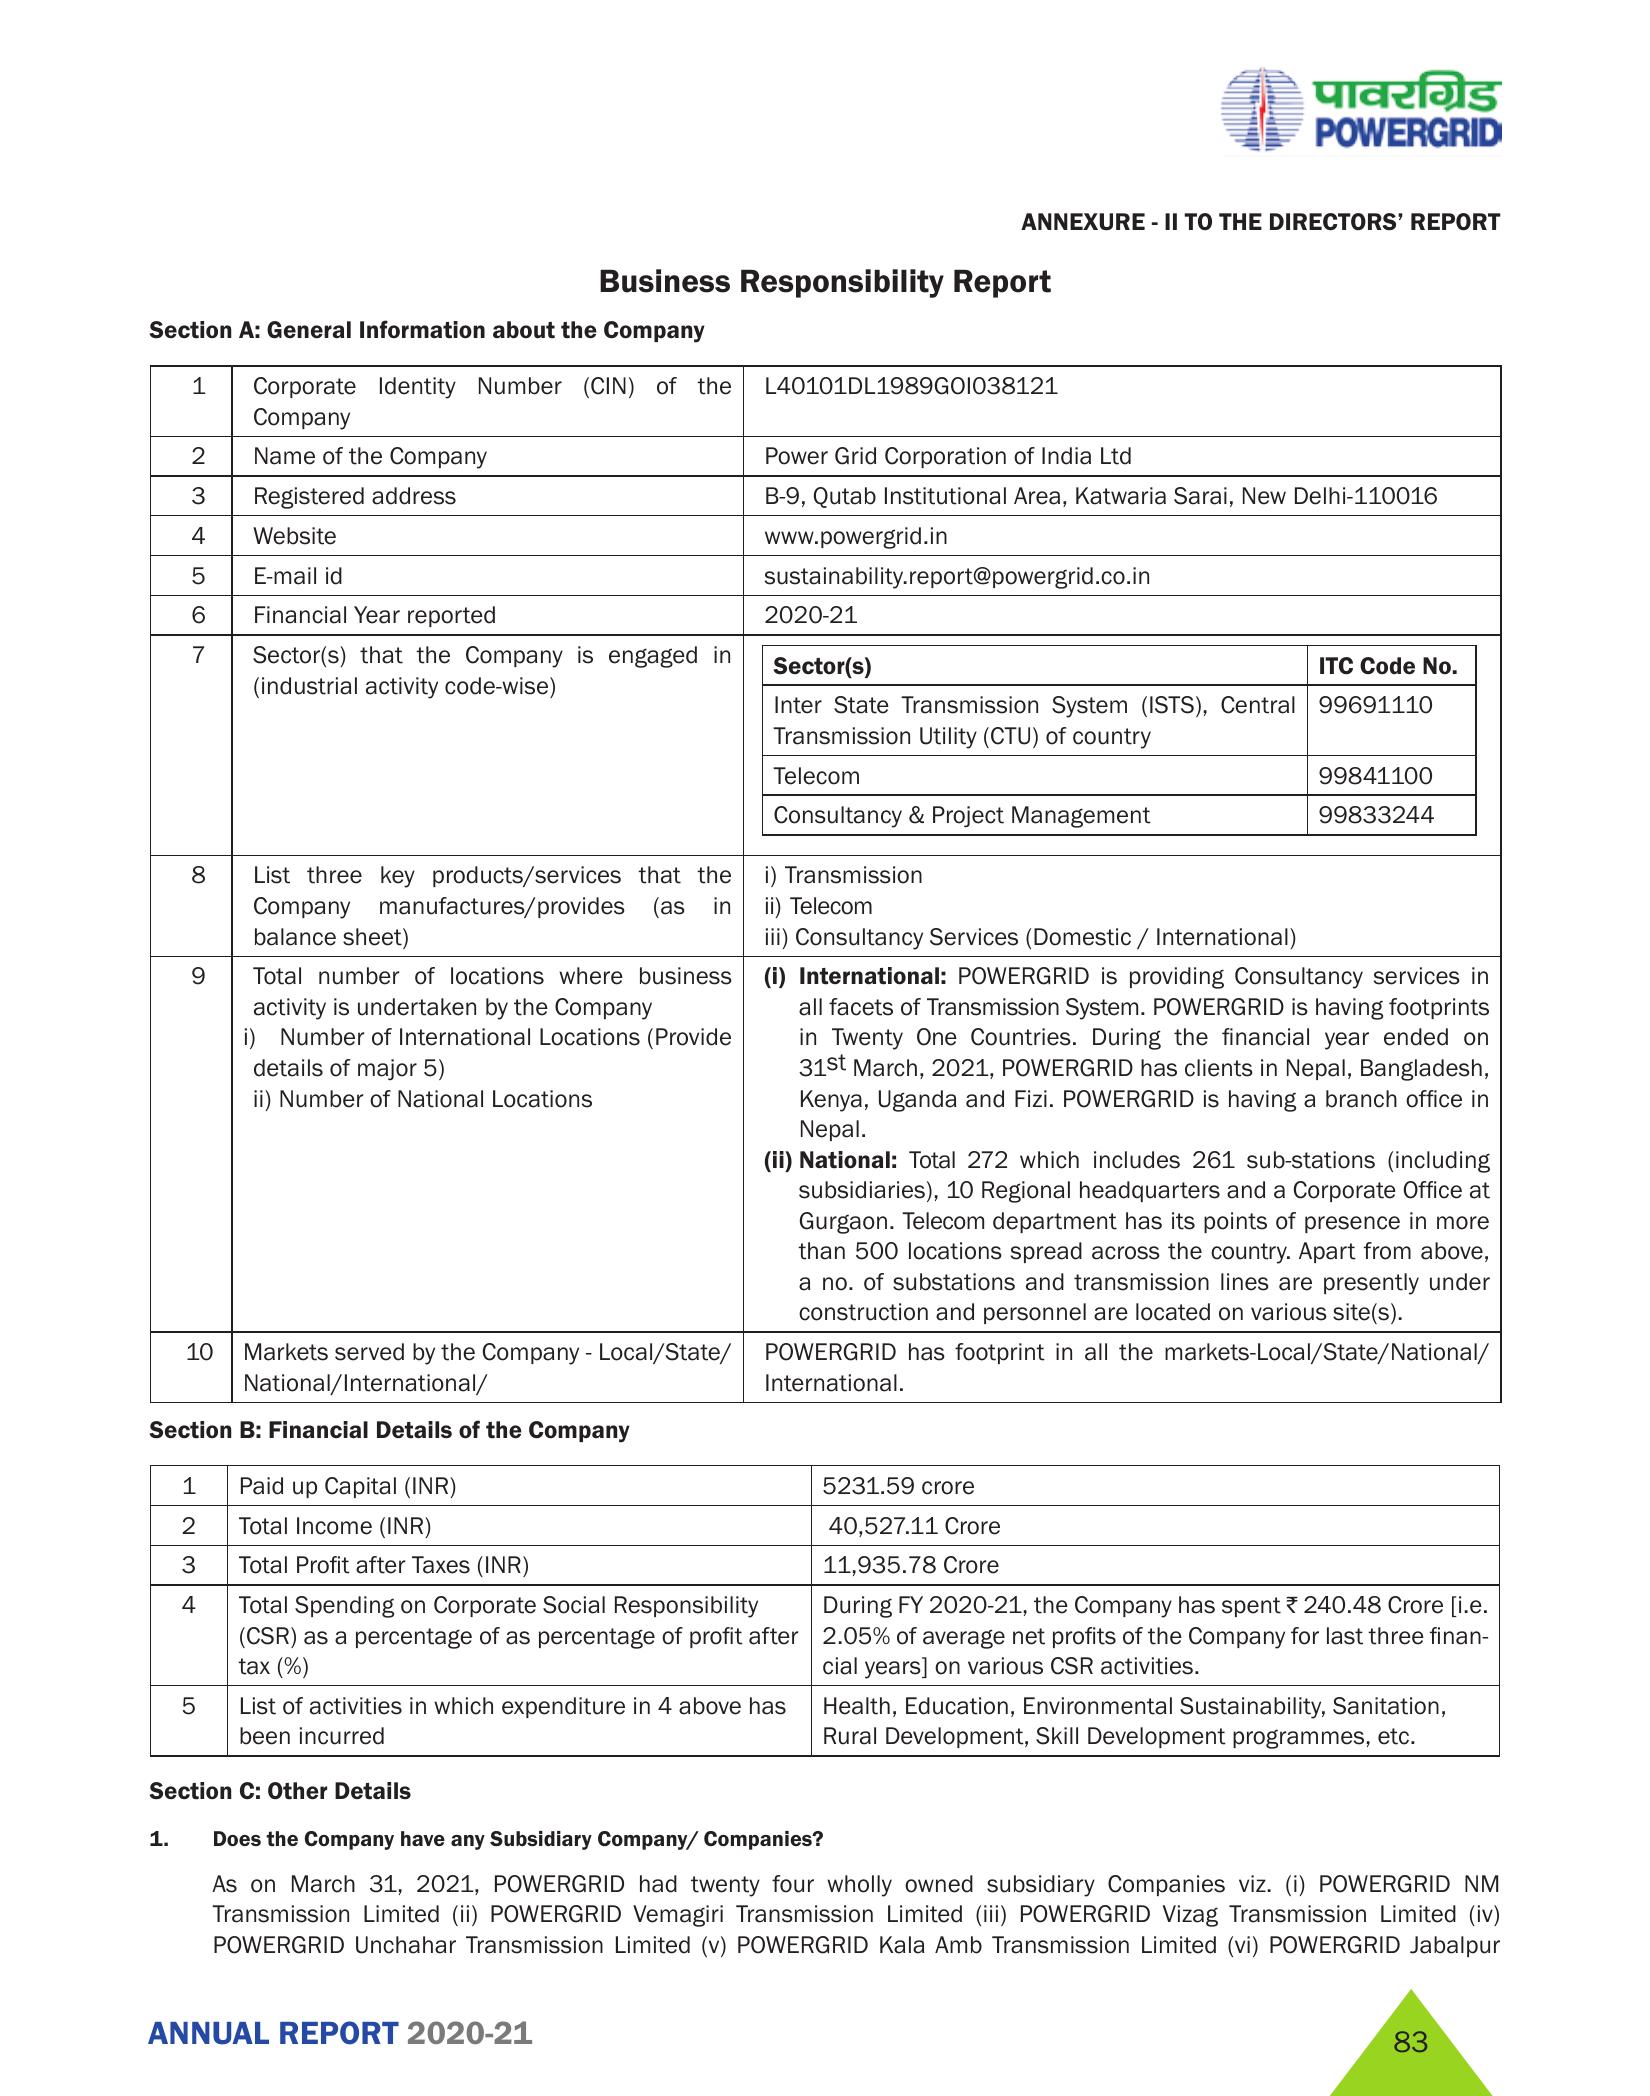 पावरग्रिड
POWERGRID
ANNEXURE - II TO THE DIRECTORS’ REPORT
Business Responsibility Report
Section A: General Information about the Company
1 Corporate Identity Number (CIN) of the L40101DL1989GOI038121
Company
2 Name of the Company Power Grid Corporation of India Ltd
3 Registered address B-9, Qutab Institutional Area, Katwaria Sarai, New Delhi-110016
4 Website www.powergrid.in
5 E-mail id sustainability.report@powergrid.co.in
6 Financial Year reported 2020-21
7 Sector(s) that the Company is engaged in
(industrial activity code-wise)
Sector(s) ITC Code No.
Inter State Transmission System (ISTS), Central 99691110
Transmission Utility (CTU) of country
Telecom 99841100
Consultancy & Project Management 99833244
8 List three key products/services that the
Company manufactures/provides (as in
balance sheet)
i) Transmission
ii) Telecom
iii) Consultancy Services (Domestic / International)
9 Total number of locations where business
activity is undertaken by the Company
i) Number of International Locations (Provide
details of major 5)
ii) Number of National Locations
(i) International: POWERGRID is providing Consultancy services in
all facets of Transmission System. POWERGRID is having footprints
in Twenty One Countries. During the financial year ended on
31st March, 2021, POWERGRID has clients in Nepal, Bangladesh,
Kenya, Uganda and Fizi. POWERGRID is having a branch office in
Nepal.
(ii) National: Total 272 which includes 261 sub-stations (including
subsidiaries), 10 Regional headquarters and a Corporate Office at
Gurgaon. Telecom department has its points of presence in more
than 500 locations spread across the country. Apart from above,
a no. of substations and transmission lines are presently under
construction and personnel are located on various site(s).
10 Markets served by the Company - Local/State/
National/International/
POWERGRID has footprint in all the markets-Local/State/National/
International.
Section B: Financial Details of the Company
1 Paid up Capital (INR) 5231.59 crore
2 Total Income (INR) 40,527.11 Crore
3 Total Profit after Taxes (INR) 11,935.78 Crore
4 Total Spending on Corporate Social Responsibility
(CSR) as a percentage of as percentage of profit after
tax (%)
During FY 2020-21, the Company has spent ₹ 240.48 Crore [i.e.
2.05% of average net profits of the Company for last three finan-
cial years] on various CSR activities.
5 List of activities in which expenditure in 4 above has
been incurred
Health, Education, Environmental Sustainability, Sanitation,
Rural Development, Skill Development programmes, etc.
Section C: Other Details
1. Does the Company have any Subsidiary Company/ Companies?
As on March 31, 2021, POWERGRID had twenty four wholly owned subsidiary Companies viz. (i) POWERGRID NM
Transmission Limited (ii) POWERGRID Vemagiri Transmission Limited (iii) POWERGRID Vizag Transmission Limited (iv)
POWERGRID Unchahar Transmission Limited (v) POWERGRID Kala Amb Transmission Limited (vi) POWERGRID Jabalpur
ANNUAL REPORT 2020-21
83